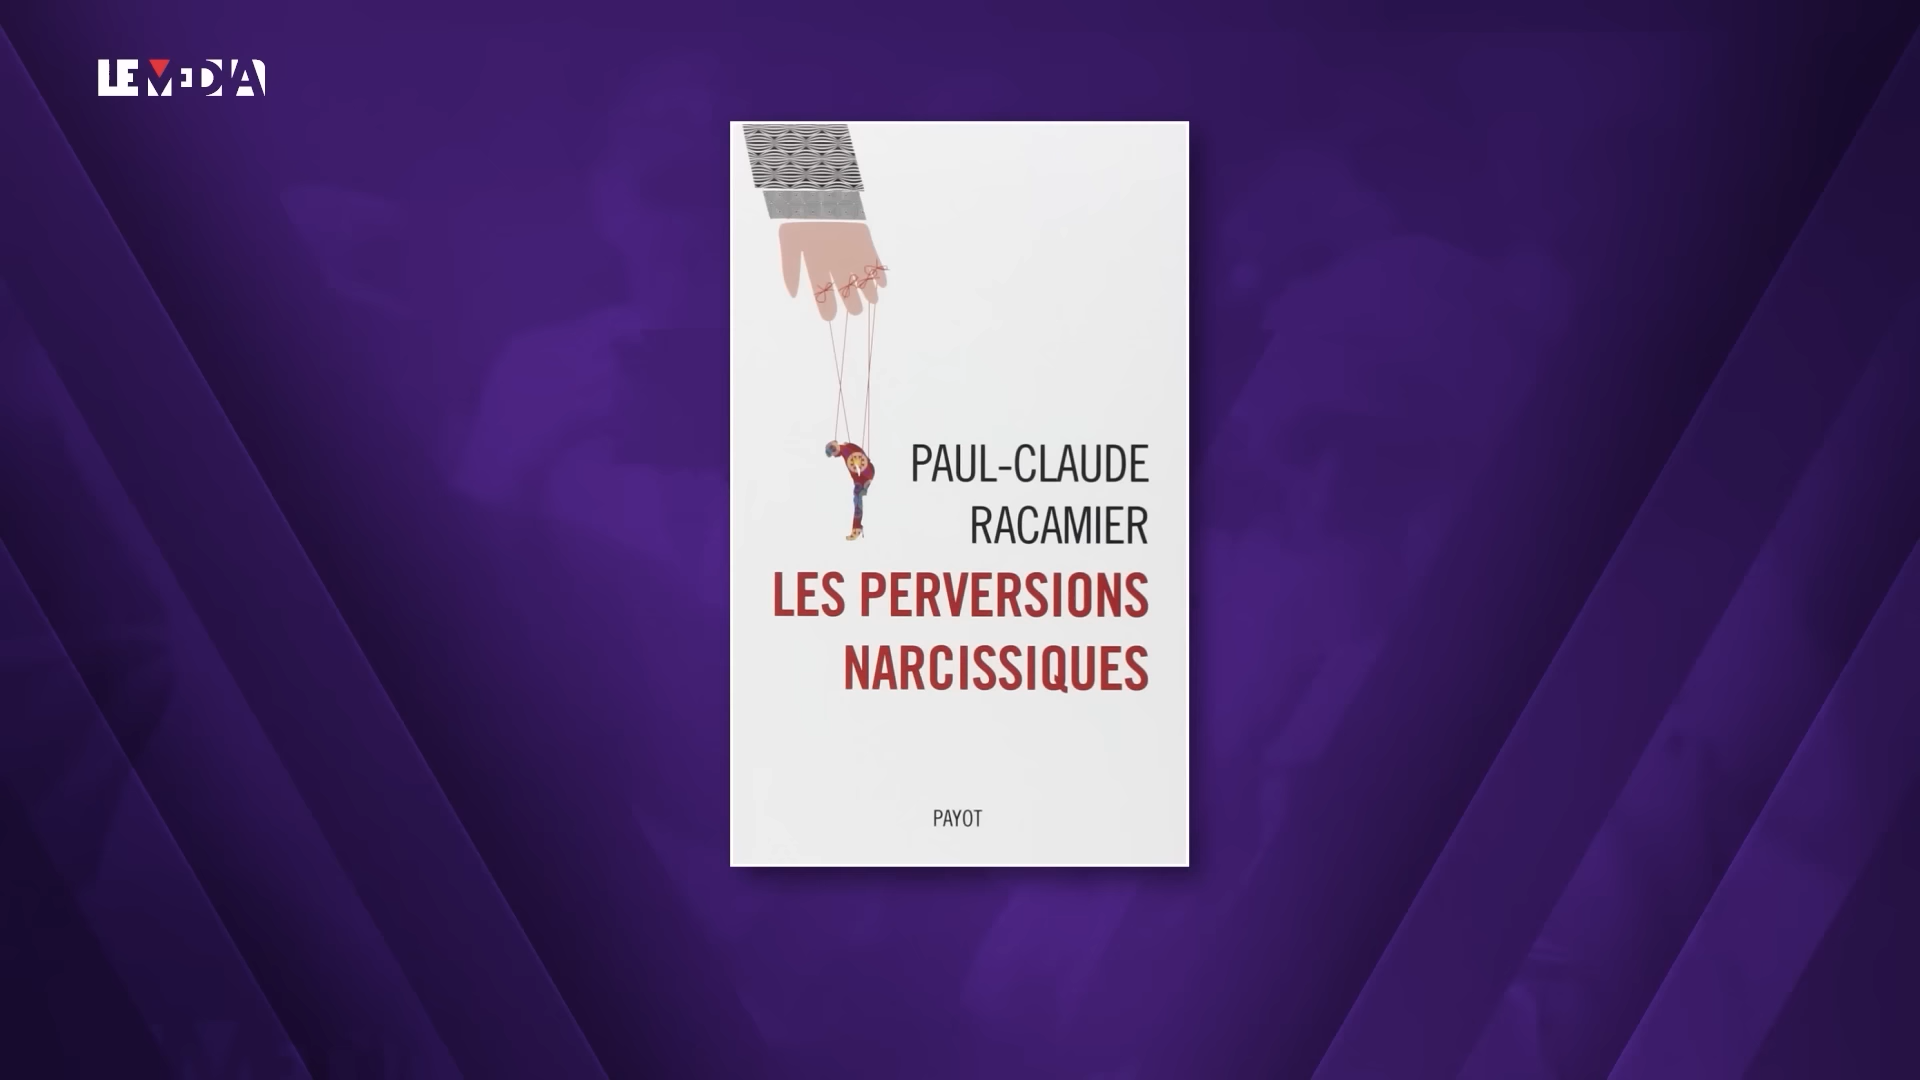 LE MEDIA
PAUL-CLAUDE
RACAMIER
LES PERVERSIONS
NARCISSIQUES
PAYOT